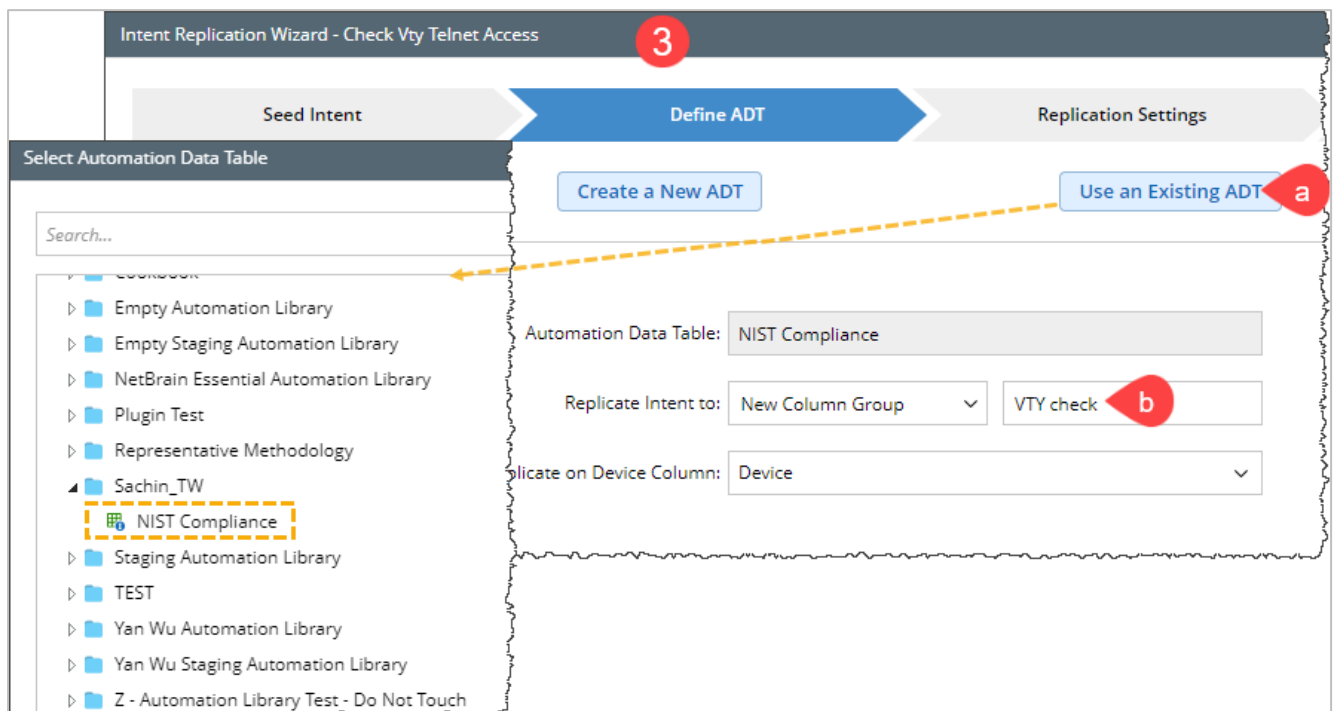 Intent Replication Wizard - Check Vty Telnet Access
3
Seed Intent
Define ADT
Replication Settings
Select Automation Data Table
Create a New ADT
Use an Existing ADT
a
Search...
Cookbook
Empty Automation Library
Empty Staging Automation Library
NetBrain Essential Automation Library
Plugin Test
Representative Methodology
Sachin_TW
NIST Compliance
Staging Automation Library
TEST
Yan Wu Automation Library
Yan Wu Staging Automation Library
Z - Automation Library Test - Do Not Touch
Automation Data Table: NIST Compliance
Replicate Intent to: New Column Group VTY check
b
plicate on Device Column: Device